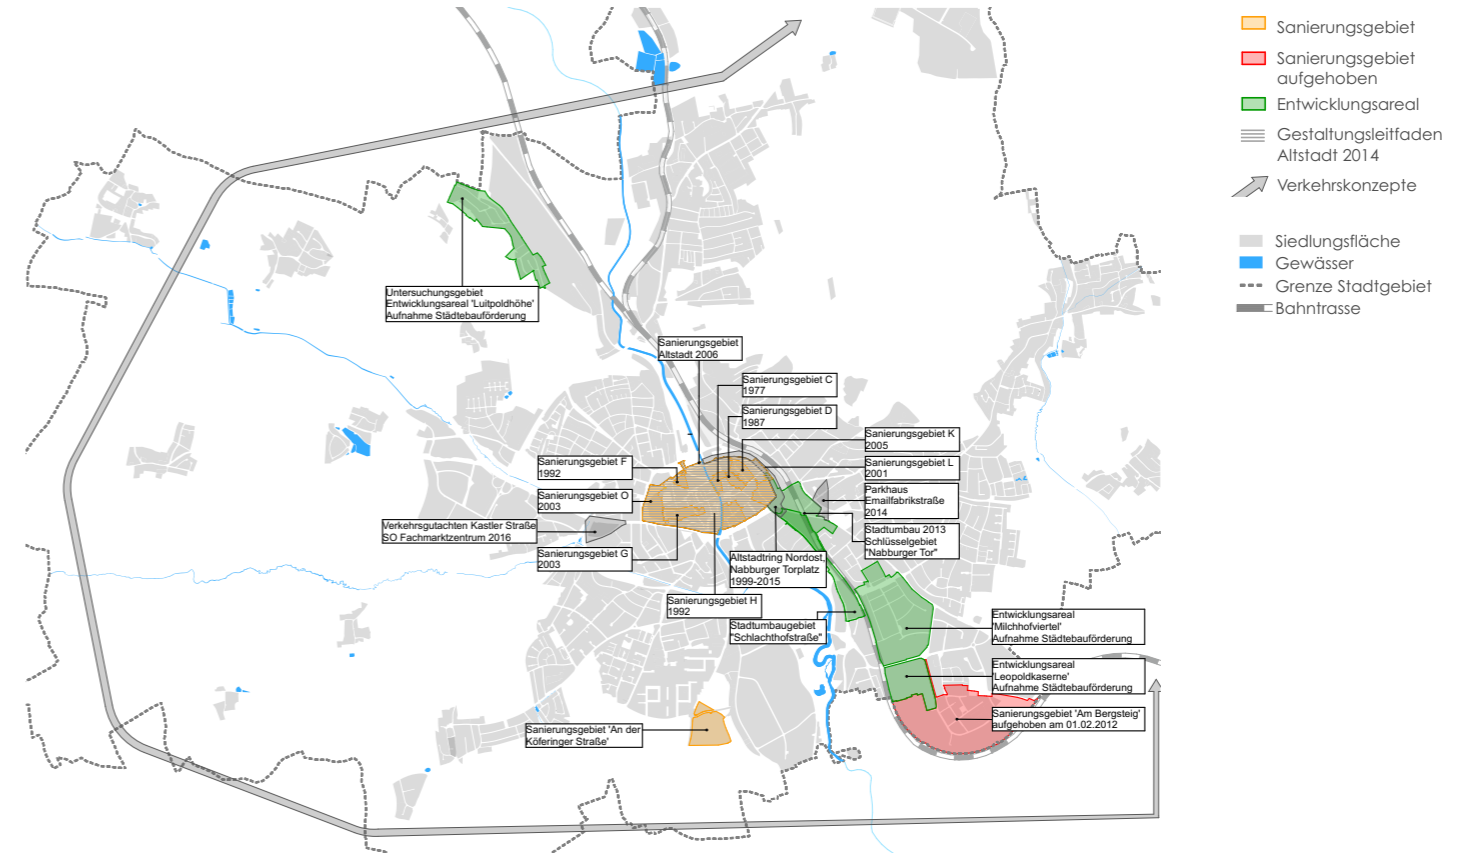 Sanierungsgebiet
Sanierungsgebiet
aufgehoben
Entwicklungsareal
Gestaltungsleitfaden
Altstadt 2014
Verkehrskonzepte
Siedlungsfläche
Gewässer
Grenze Stadtgebiet
Bahntrasse
Untersuchungsgebiet
Entwicklungsareal 'Luitpoldhöhe'
Aufnahme Städtebauförderung
Sanierungsgebiet
Altstadt 2006
Sanierungsgebiet C
1977
Sanierungsgebiet D
1987
Sanierungsgebiet K
2005
Sanierungsgebiet L
2001
Parkhaus
Emailfabrikstraße
2014
Stadtumbau 2013
Schlüsselgebiet
"Nabburger Tor"
Sanierungsgebiet F
1992
Sanierungsgebiet O
2003
Verkehrsgutachten Kastler Straße
SO Fachmarktzentrum 2016
Sanierungsgebiet G
2003
Altstadtring Nordost,
Nabburger Torplatz
1999-2015
Sanierungsgebiet H
1992
Stadtumbaugebiet
"Schlachthofstraße"
Entwicklungsareal
'Milchhofviertel'
Aufnahme Städtebauförderung
Entwicklungsareal
'Leopoldkaserne'
Aufnahme Städtebauförderung
Sanierungsgebiet 'Am Bergsteig'
aufgehoben am 01.02.2012
Sanierungsgebiet 'An der
Köferinger Straße'